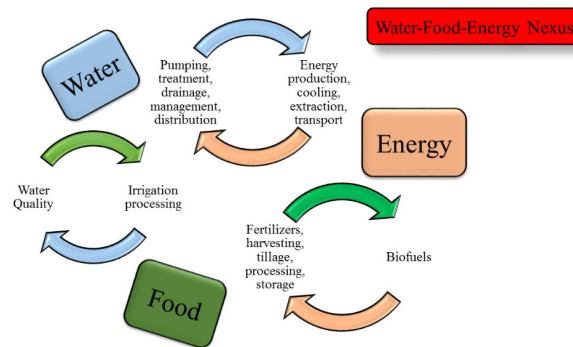 Water-Food-Energy Nexus
Water
Pumping,
treatment,
drainage,
management,
distribution
Energy
production,
cooling,
extraction,
transport
Energy
Water
Quality
Irrigation
processing
Fertilizers,
harvesting,
tillage,
processing,
storage
Biofuels
Food